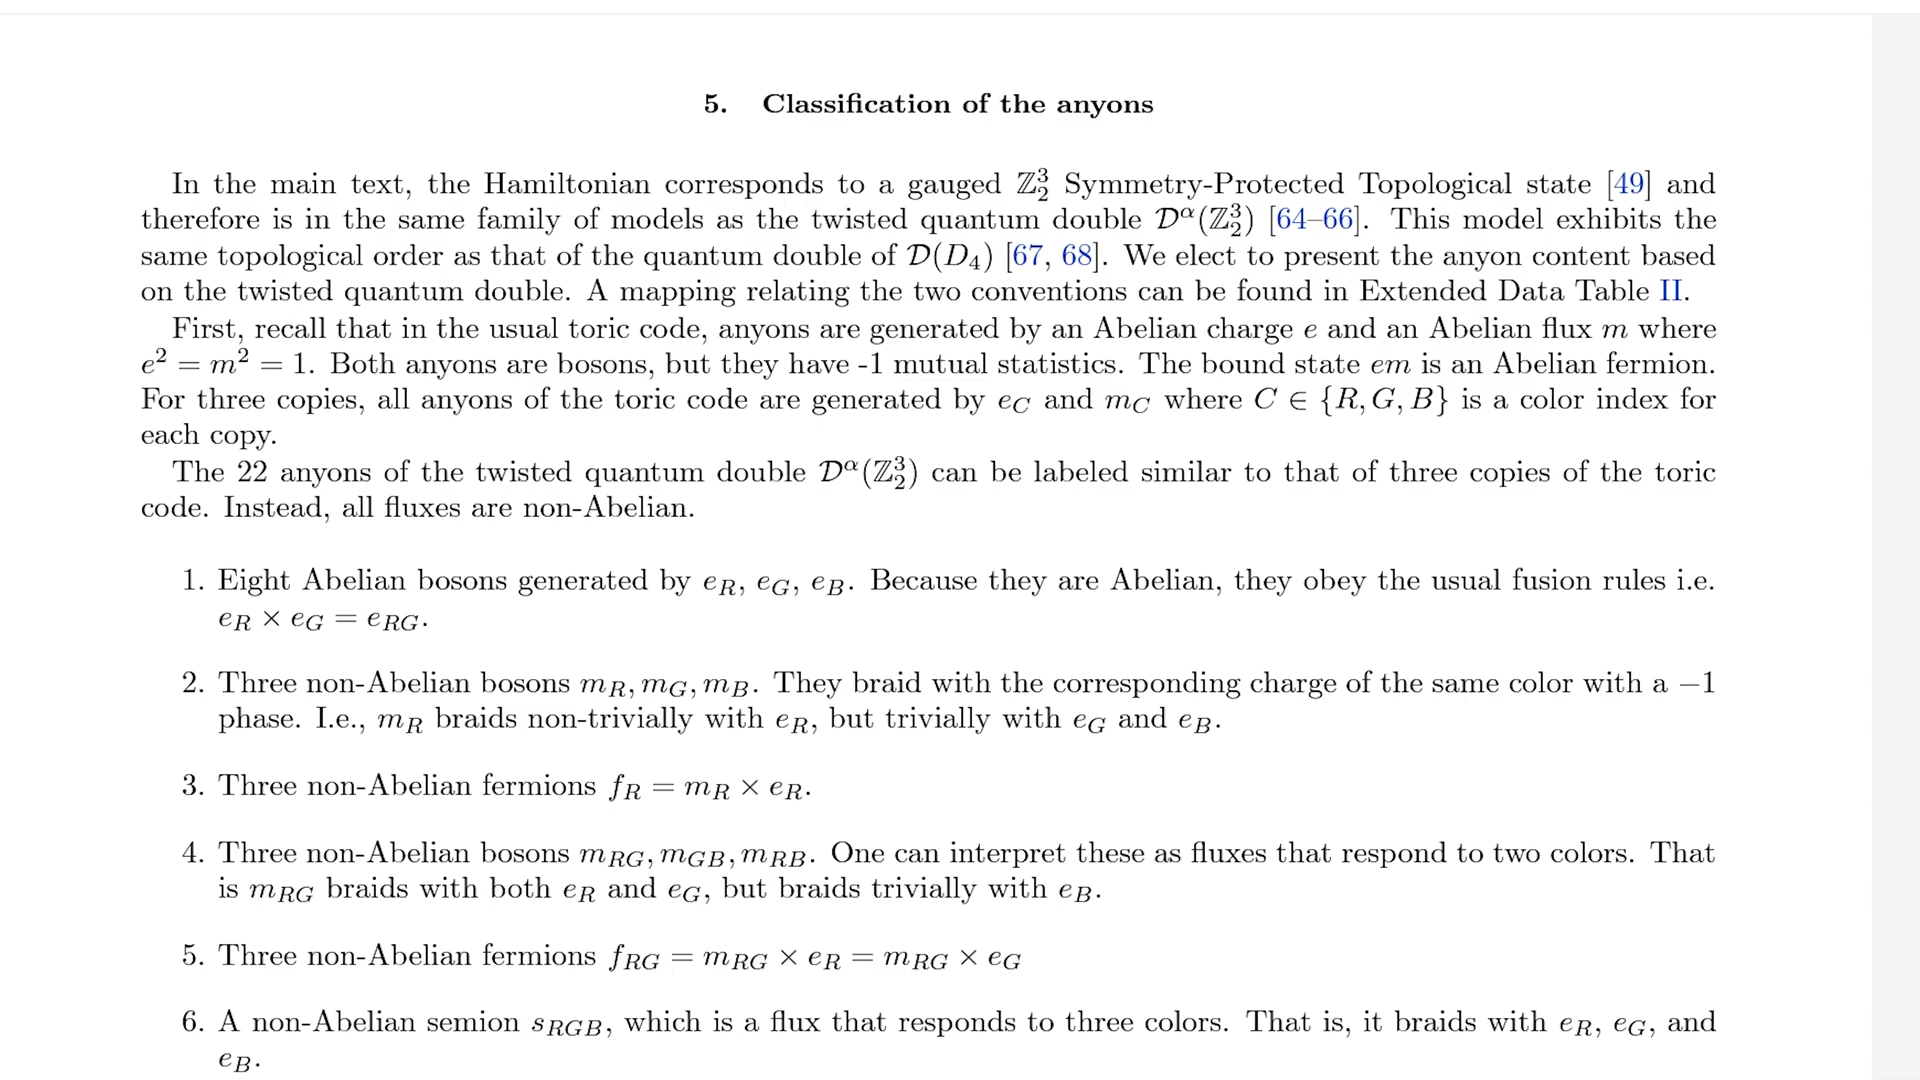 5. Classification of the anyons
In the main text, the Hamiltonian corresponds to a gauged ℤ₂³ Symmetry-Protected Topological state [49] and
therefore is in the same family of models as the twisted quantum double 𝒟^α(ℤ₂³) [64–66]. This model exhibits the
same topological order as that of the quantum double of 𝒟(D₄) [67, 68]. We elect to present the anyon content based
on the twisted quantum double. A mapping relating the two conventions can be found in Extended Data Table II.
First, recall that in the usual toric code, anyons are generated by an Abelian charge e and an Abelian flux m where
e² = m² = 1. Both anyons are bosons, but they have -1 mutual statistics. The bound state em is an Abelian fermion.
For three copies, all anyons of the toric code are generated by e_C and m_C where C ∈ {R, G, B} is a color index for
each copy.
The 22 anyons of the twisted quantum double 𝒟^α(ℤ₂³) can be labeled similar to that of three copies of the toric
code. Instead, all fluxes are non-Abelian.
1. Eight Abelian bosons generated by e_R, e_G, e_B. Because they are Abelian, they obey the usual fusion rules i.e.
e_R × e_G = e_RG.
2. Three non-Abelian bosons m_R, m_G, m_B. They braid with the corresponding charge of the same color with a −1
phase. I.e., m_R braids non-trivially with e_R, but trivially with e_G and e_B.
3. Three non-Abelian fermions f_R = m_R × e_R.
4. Three non-Abelian bosons m_RG, m_GB, m_RB. One can interpret these as fluxes that respond to two colors. That
is m_RG braids with both e_R and e_G, but braids trivially with e_B.
5. Three non-Abelian fermions f_RG = m_RG × e_R = m_RG × e_G
6. A non-Abelian semion s_RGB, which is a flux that responds to three colors. That is, it braids with e_R, e_G, and
e_B.